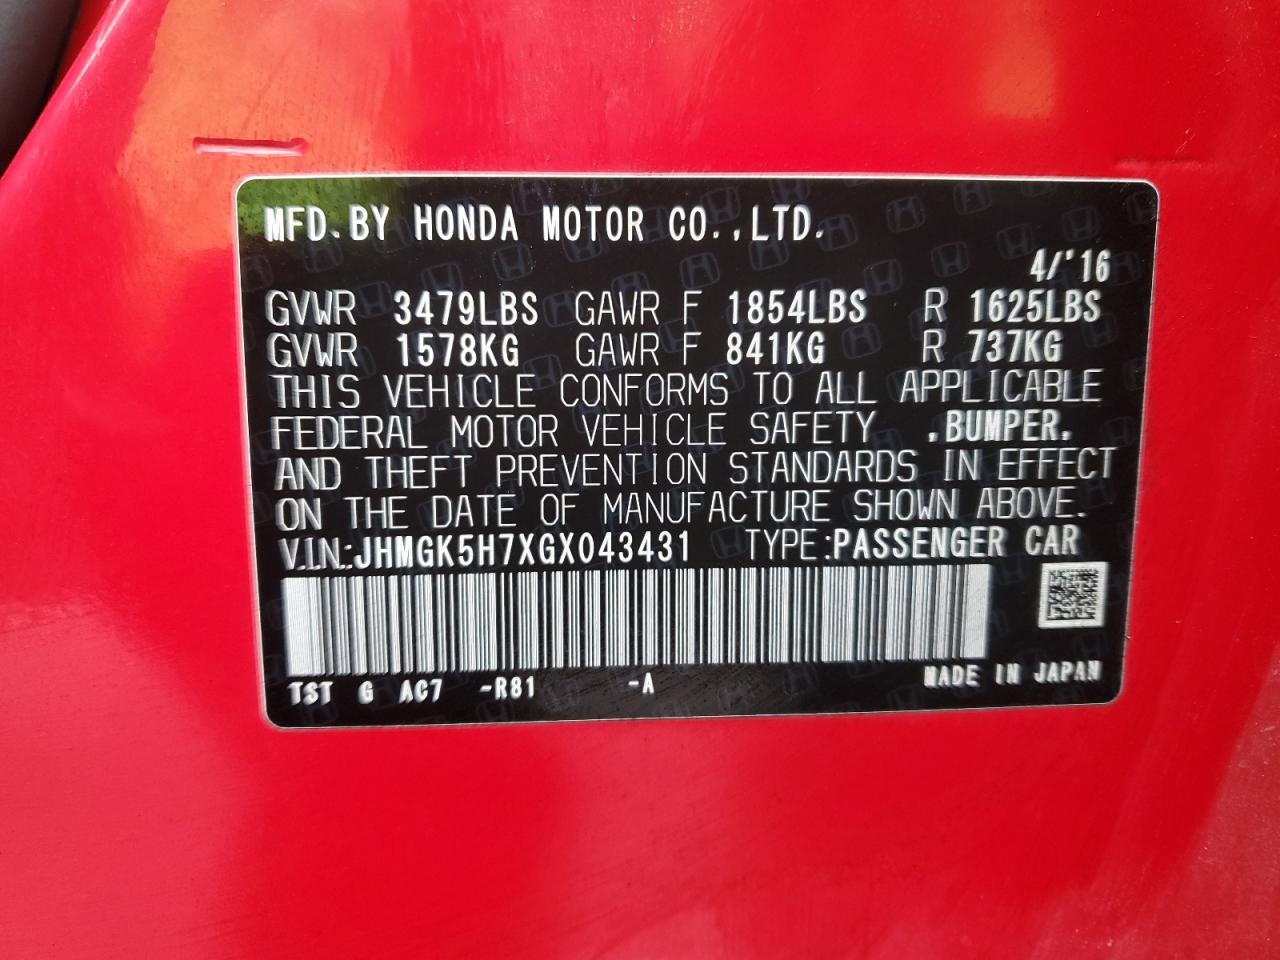 MFD.BY HONDA MOTOR CO.,LTD.
4/'16
GVWR 3479LBS GAWR F 1854LBS R 1625LBS
GVWR 1578KG GAWR F 841KG R 737KG
THIS VEHICLE CONFORMS TO ALL APPLICABLE
FEDERAL MOTOR VEHICLE SAFETY .BUMPER.
AND THEFT PREVENTION STANDARDS IN EFFECT
ON THE DATE OF MANUFACTURE SHOWN ABOVE.
V.I.N.:JHMGK5H7XGX043431 TYPE:PASSENGER CAR
TST G AC7 -R81 -A MADE IN JAPAN